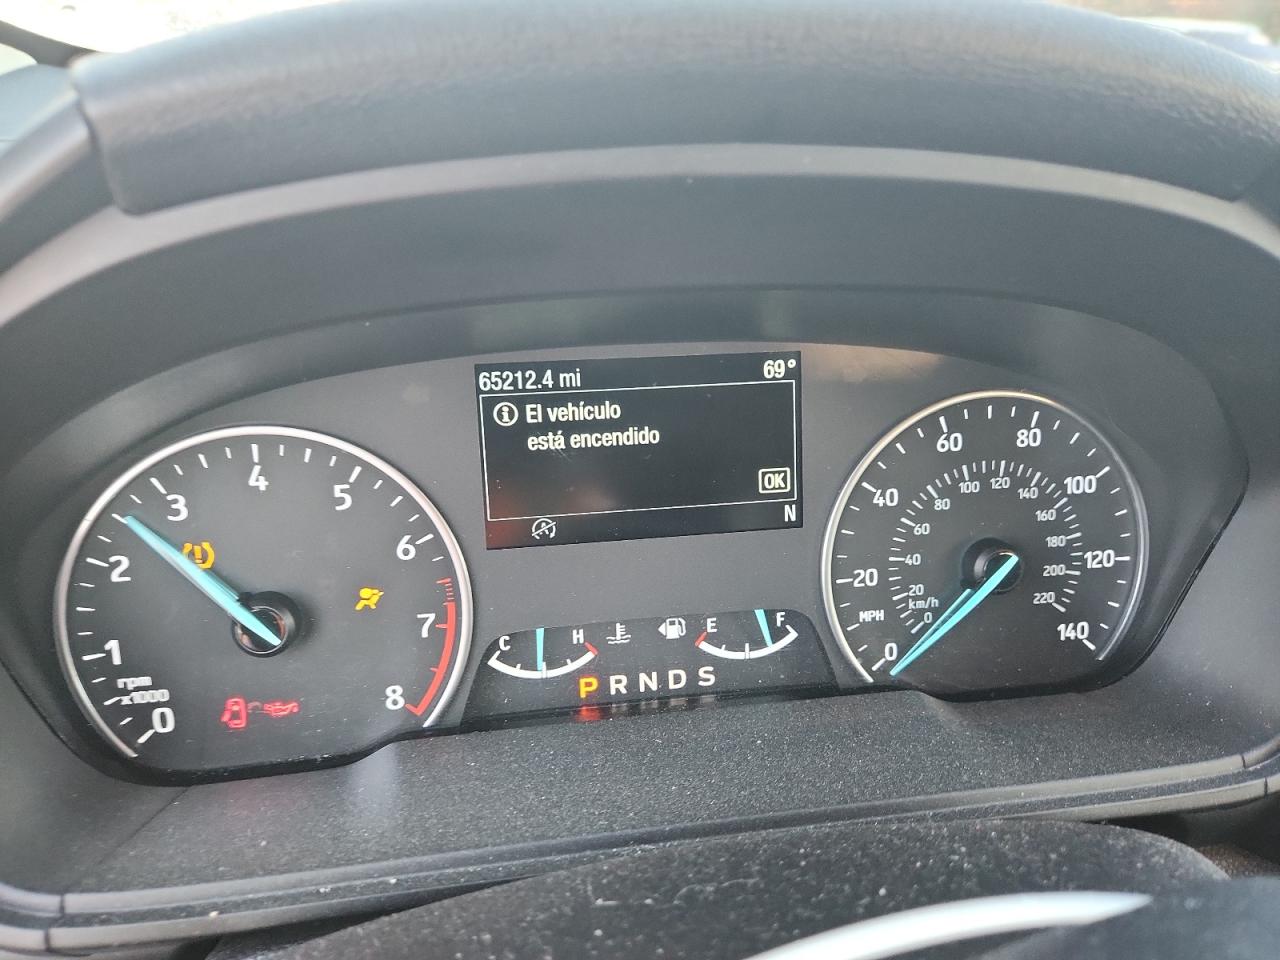 65212.4 mi 69°
El vehículo
está encendido
OK
N
0 1 2 3 4 5 6 7 8
rpm
x1000
C H E F
P R N D S
0 20 40 60 80 100 120 140
MPH
0 20 40 60 80 100 120 140 160 180 200 220
km/h